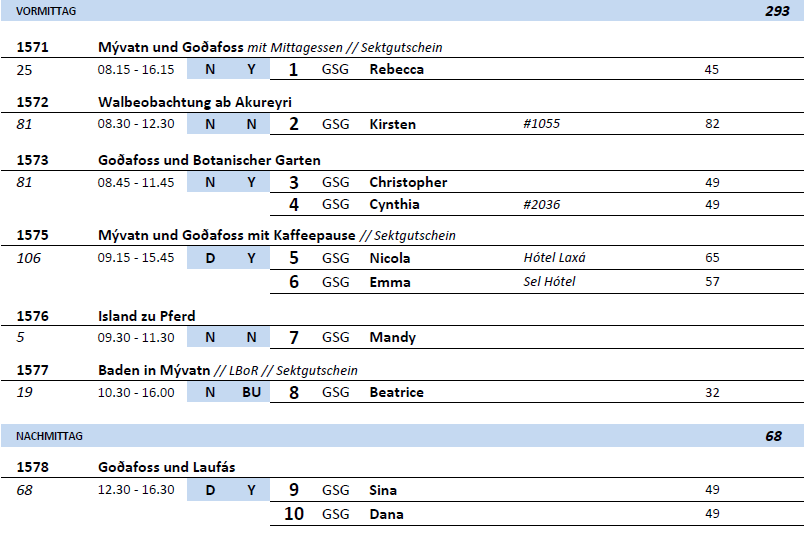 VORMITTAG 293
1571 Mývatn und Goðafoss mit Mittagessen // Sektgutschein
25 08.15 - 16.15 N Y 1 GSG Rebecca 45
1572 Walbeobachtung ab Akureyri
81 08.30 - 12.30 N N 2 GSG Kirsten #1055 82
1573 Goðafoss und Botanischer Garten
81 08.45 - 11.45 N Y 3 GSG Christopher 49
4 GSG Cynthia #2036 49
1575 Mývatn und Goðafoss mit Kaffeepause // Sektgutschein
106 09.15 - 15.45 D Y 5 GSG Nicola Hótel Laxá 65
6 GSG Emma Sel Hótel 57
1576 Island zu Pferd
5 09.30 - 11.30 N N 7 GSG Mandy
1577 Baden in Mývatn // LBoR // Sektgutschein
19 10.30 - 16.00 N BU 8 GSG Beatrice 32
NACHMITTAG 68
1578 Goðafoss und Laufás
68 12.30 - 16.30 D Y 9 GSG Sina 49
10 GSG Dana 49